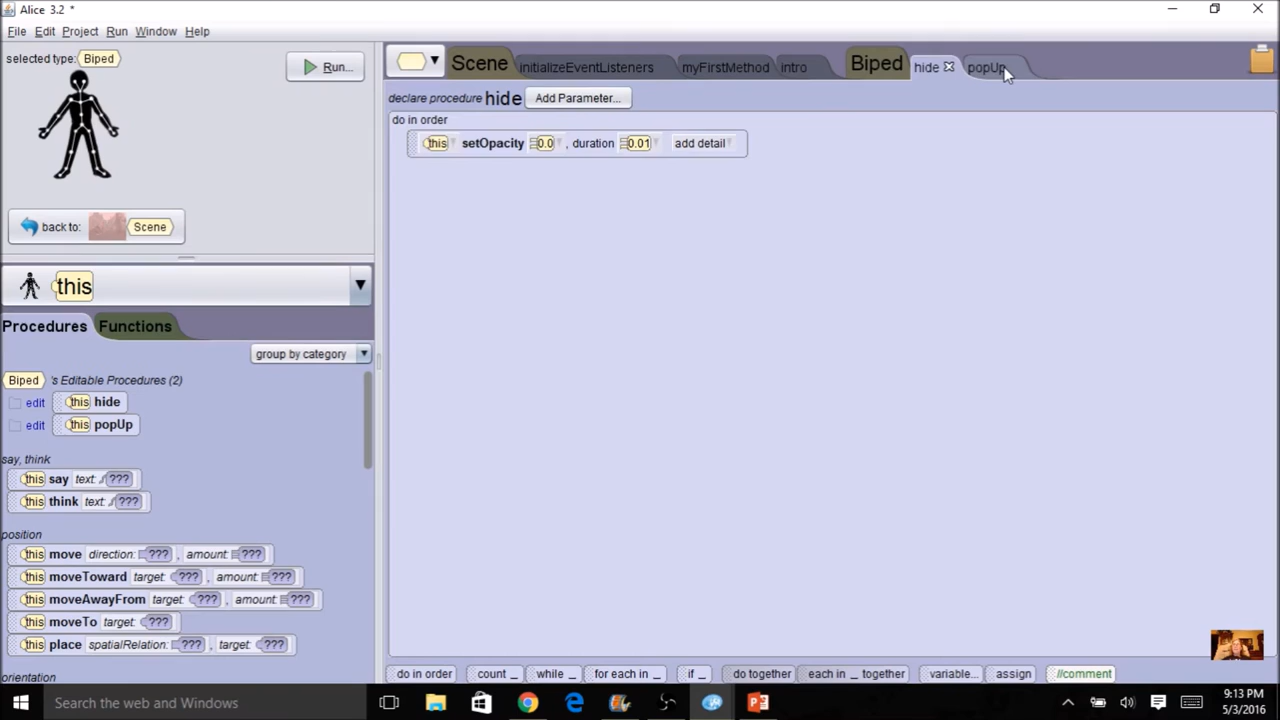 Alice 3.2 *
File Edit Project Run Window Help
selected type: Biped
Run...
back to: Scene
this
Procedures Functions
group by category
Biped 's Editable Procedures (2)
edit this hide
edit this popUp
say, think
this say text: ???
this think text: ???
position
this move direction: ??? , amount: ???
this moveToward target: ??? , amount: ???
this moveAwayFrom target: ??? , amount: ???
this moveTo target: ???
this place spatialRelation: ??? , target: ???
orientation
Scene initializeEventListeners myFirstMethod intro Biped hide popUp
declare procedure hide Add Parameter...
do in order
this setOpacity 0.0 , duration 0.01 add detail
do in order count _ while _ for each in _ if _ do together each in _ together variable... assign //comment
Search the web and Windows
9:13 PM
5/3/2016